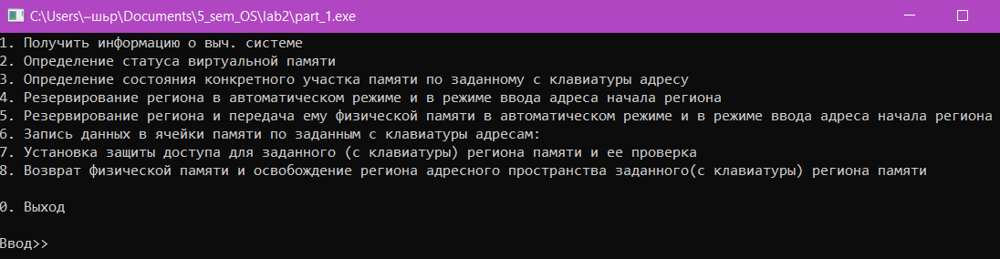 C:\Users\–шьр\Documents\5_sem_OS\lab2\part_1.exe
1. Получить информацию о выч. системе
2. Определение статуса виртуальной памяти
3. Определение состояния конкретного участка памяти по заданному с клавиатуры адресу
4. Резервирование региона в автоматическом режиме и в режиме ввода адреса начала региона
5. Резервирование региона и передача ему физической памяти в автоматическом режиме и в режиме ввода адреса начала региона
6. Запись данных в ячейки памяти по заданным с клавиатуры адресам:
7. Установка защиты доступа для заданного (с клавиатуры) региона памяти и ее проверка
8. Возврат физической памяти и освобождение региона адресного пространства заданного(с клавиатуры) региона памяти
0. Выход
Ввод>>